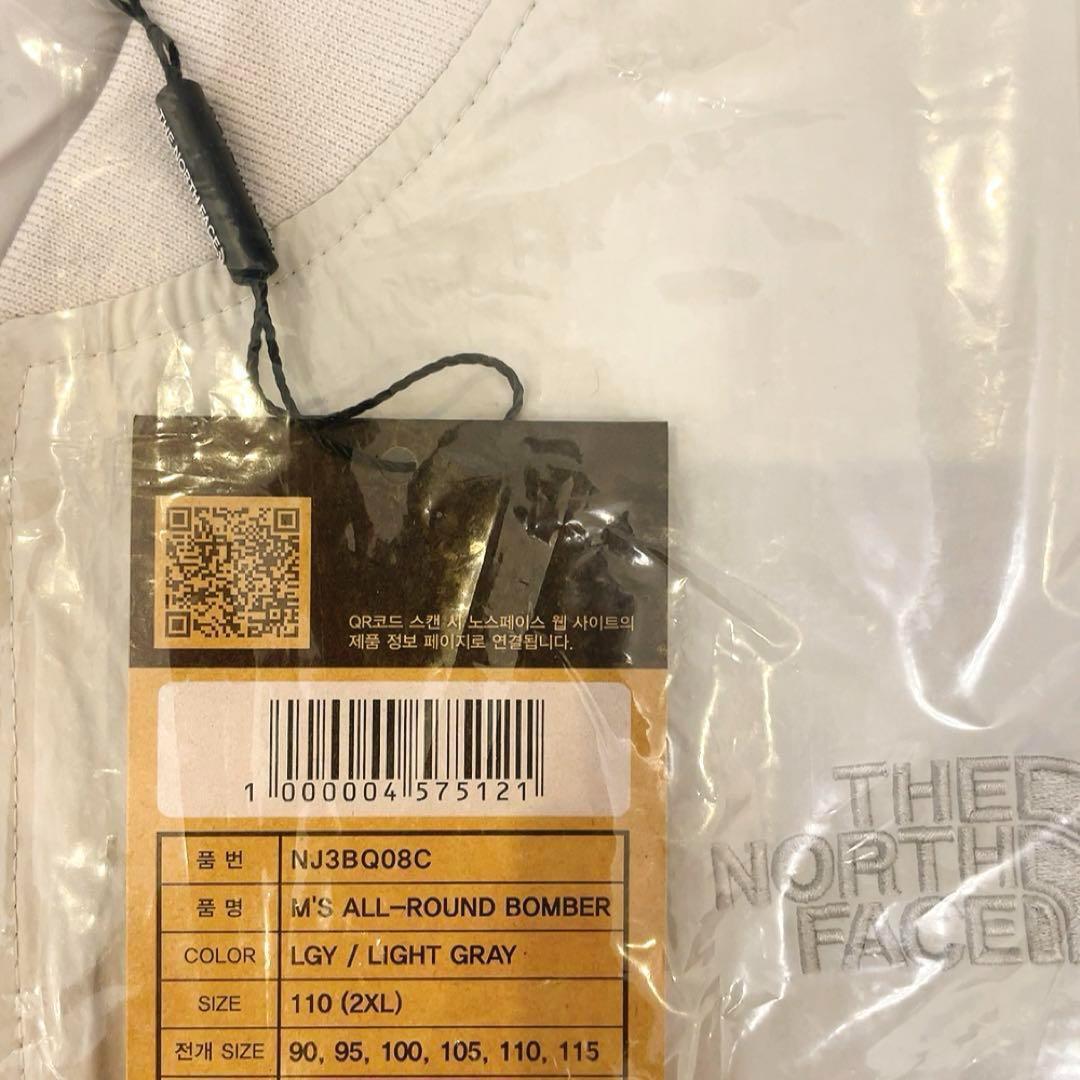 THE NORTH FACE
QR코드 스캔 시 노스페이스 웹 사이트의
제품 정보 페이지로 연결됩니다.
1 000004 575121
품 번 NJ3BQ08C
품 명 M'S ALL-ROUND BOMBER
COLOR LGY / LIGHT GRAY
SIZE 110 (2XL)
전개 SIZE 90, 95, 100, 105, 110, 115
THE
NORTH
FACE